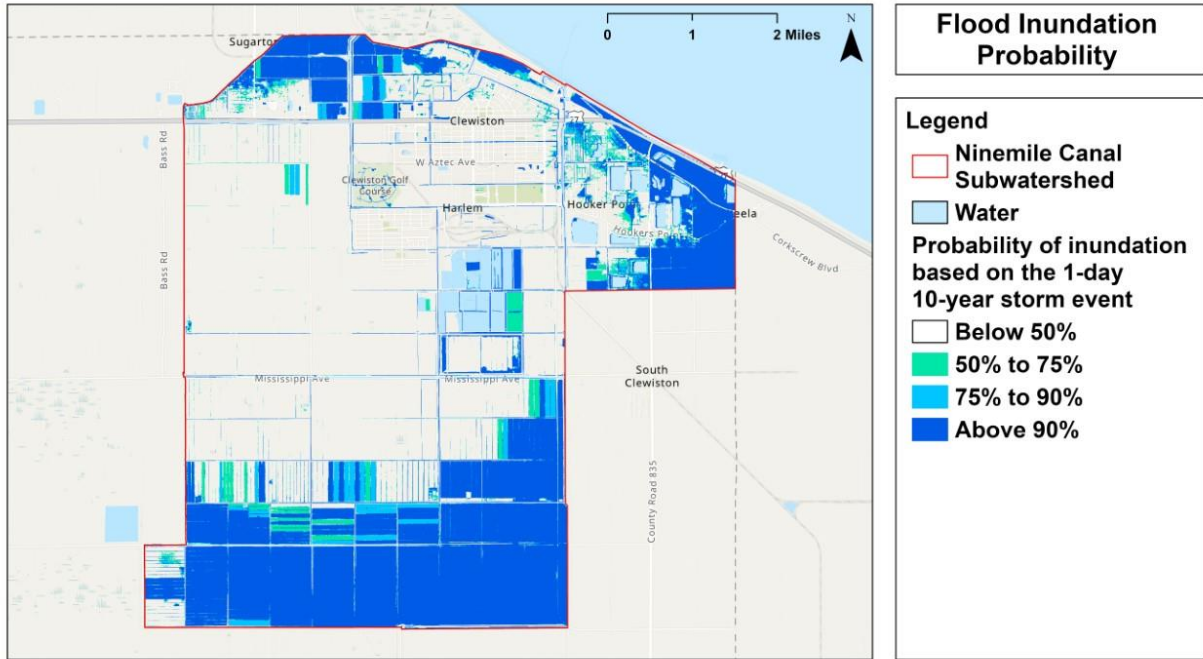 Flood Inundation
Probability
Legend
Ninemile Canal
Subwatershed
Water
Probability of inundation
based on the 1-day
10-year storm event
Below 50%
50% to 75%
75% to 90%
Above 90%
0 1 2 Miles
N
Clewiston
27
Bass Rd
W Aztec Ave
Clewiston Golf
Course
Harlem
Hooker Point
Hookers Point
eela
Corkscrew Blvd
Bass Rd
Mississippi Ave
Mississippi Ave
South
Clewiston
County Road 835